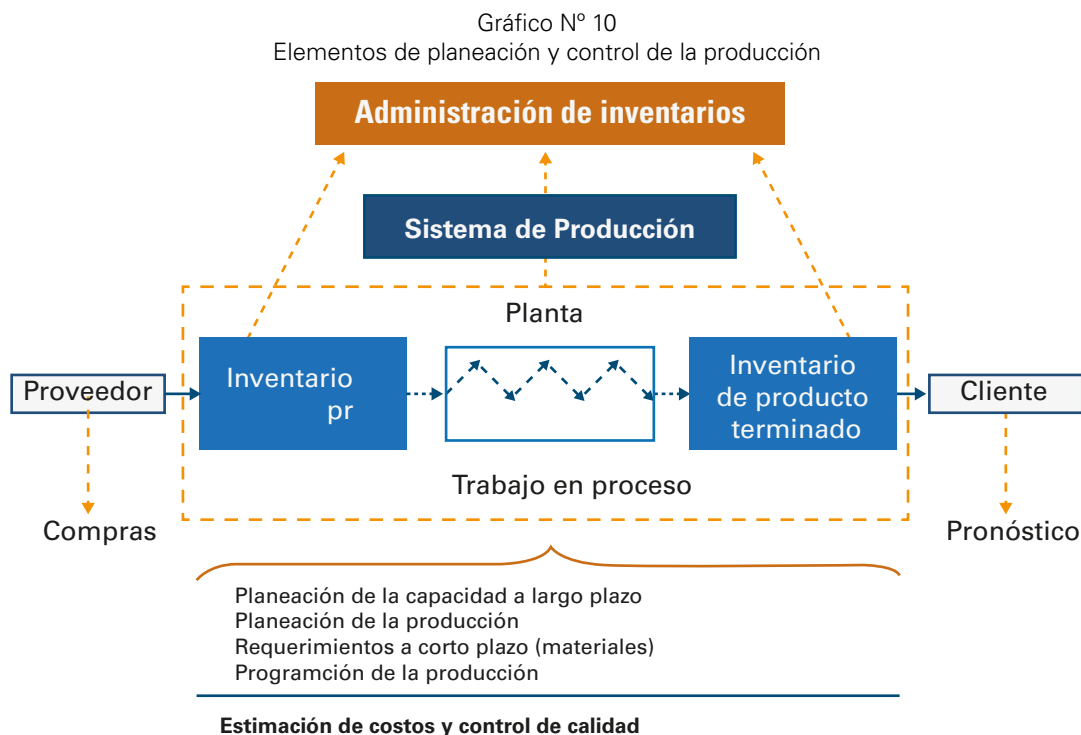 Gráfico Nº 10
Elementos de planeación y control de la producción
Administración de inventarios
Sistema de Producción
Planta
Proveedor
Inventario
pr
Inventario
de producto
terminado
Cliente
Trabajo en proceso
Compras
Pronóstico
Planeación de la capacidad a largo plazo
Planeación de la producción
Requerimientos a corto plazo (materiales)
Programción de la producción
Estimación de costos y control de calidad